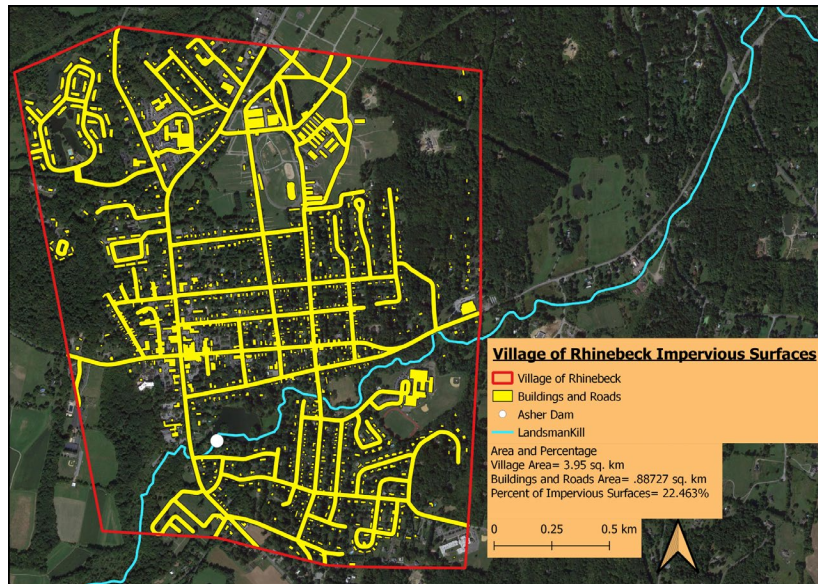 Village of Rhinebeck Impervious Surfaces
Village of Rhinebeck
Buildings and Roads
Asher Dam
LandsmanKill
Area and Percentage
Village Area= 3.95 sq. km
Buildings and Roads Area= .88727 sq. km
Percent of Impervious Surfaces= 22.463%
0 0.25 0.5 km